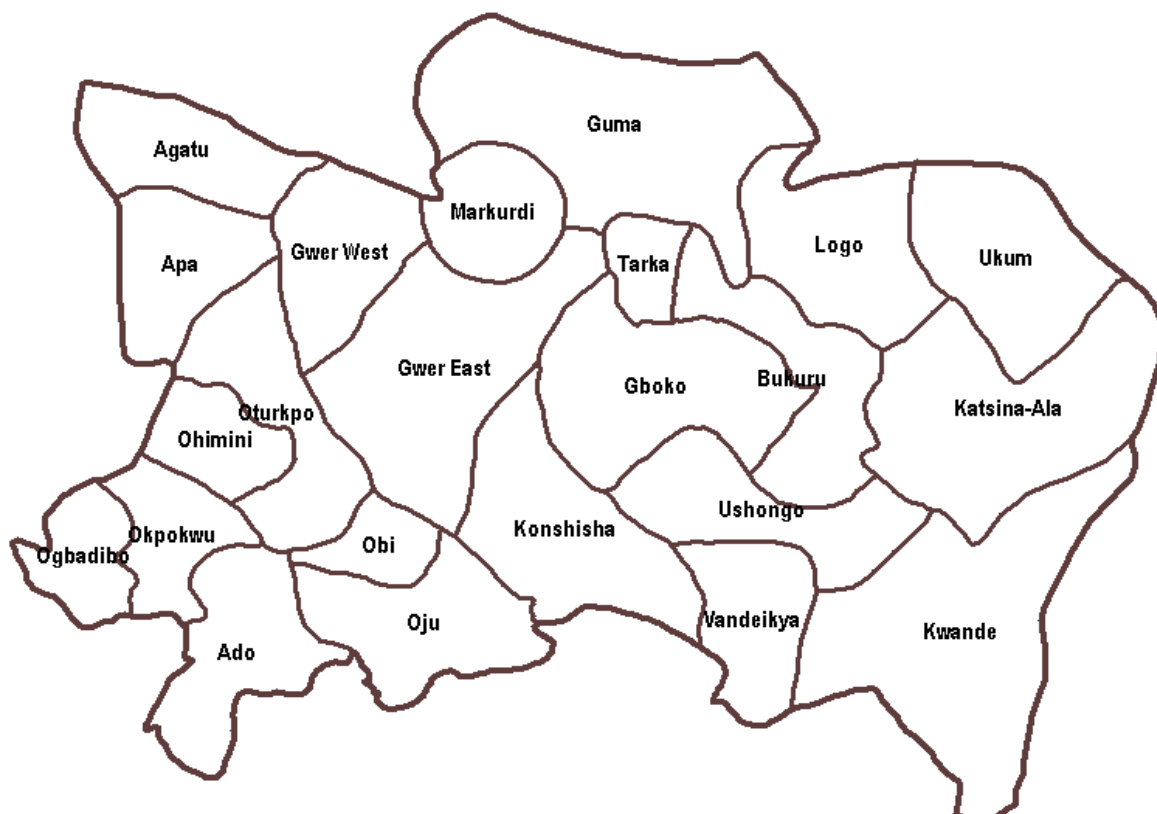 Guma
Agatu
Markurdi
Gwer West
Logo
Apa
Tarka
Ukum
Gwer East
Gboko
Bukuru
Katsina-Ala
Oturkpo
Ohimini
Ushongo
Konshisha
Okpokwu
Obi
Ogbadibo
Vandeikya
Oju
Kwande
Ado